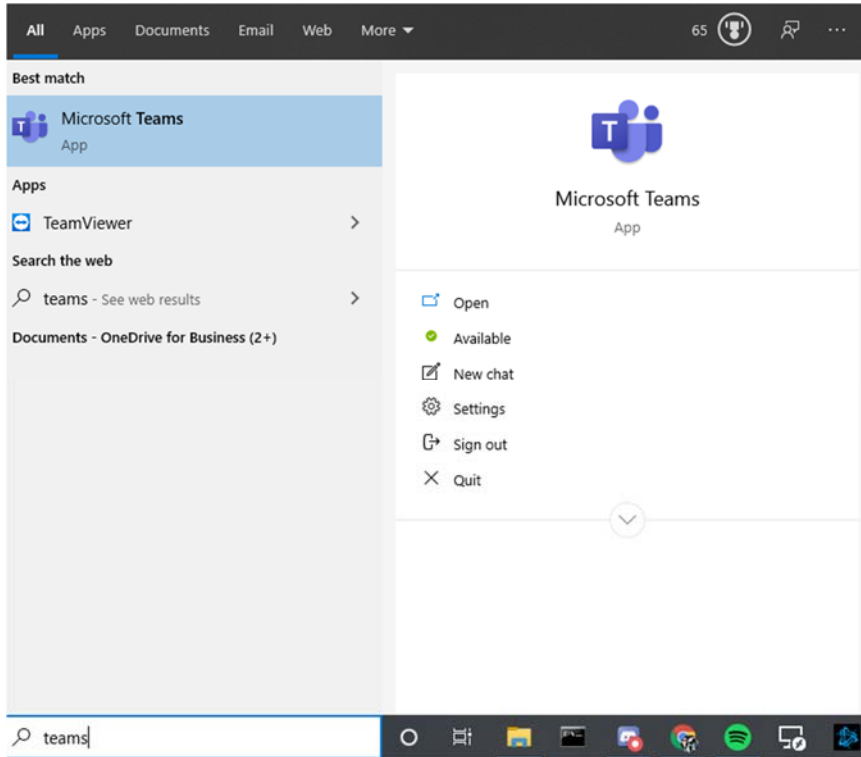 All Apps Documents Email Web More 65 ...
Best match
Microsoft Teams
App
Apps
TeamViewer
Search the web
teams - See web results
Documents - OneDrive for Business (2+)
T
Microsoft Teams
App
Open
Available
New chat
Settings
Sign out
Quit
teams